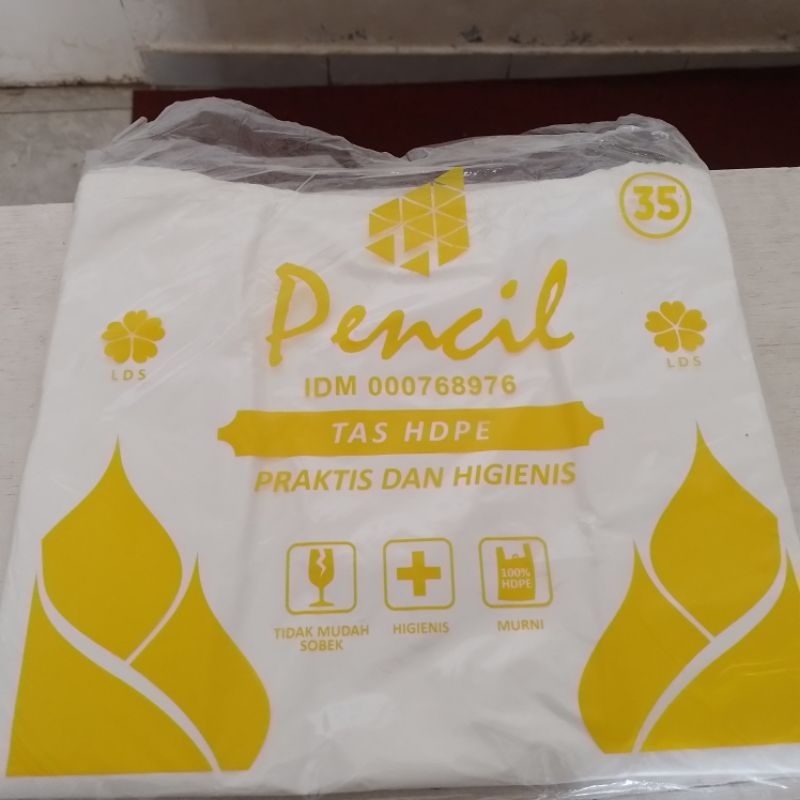 35
Pencil
LDS
LDS
IDM 000768976
TAS HDPE
PRAKTIS DAN HIGIENIS
100%
HDPE
TIDAK MUDAH
SOBEK
HIGIENIS
MURNI